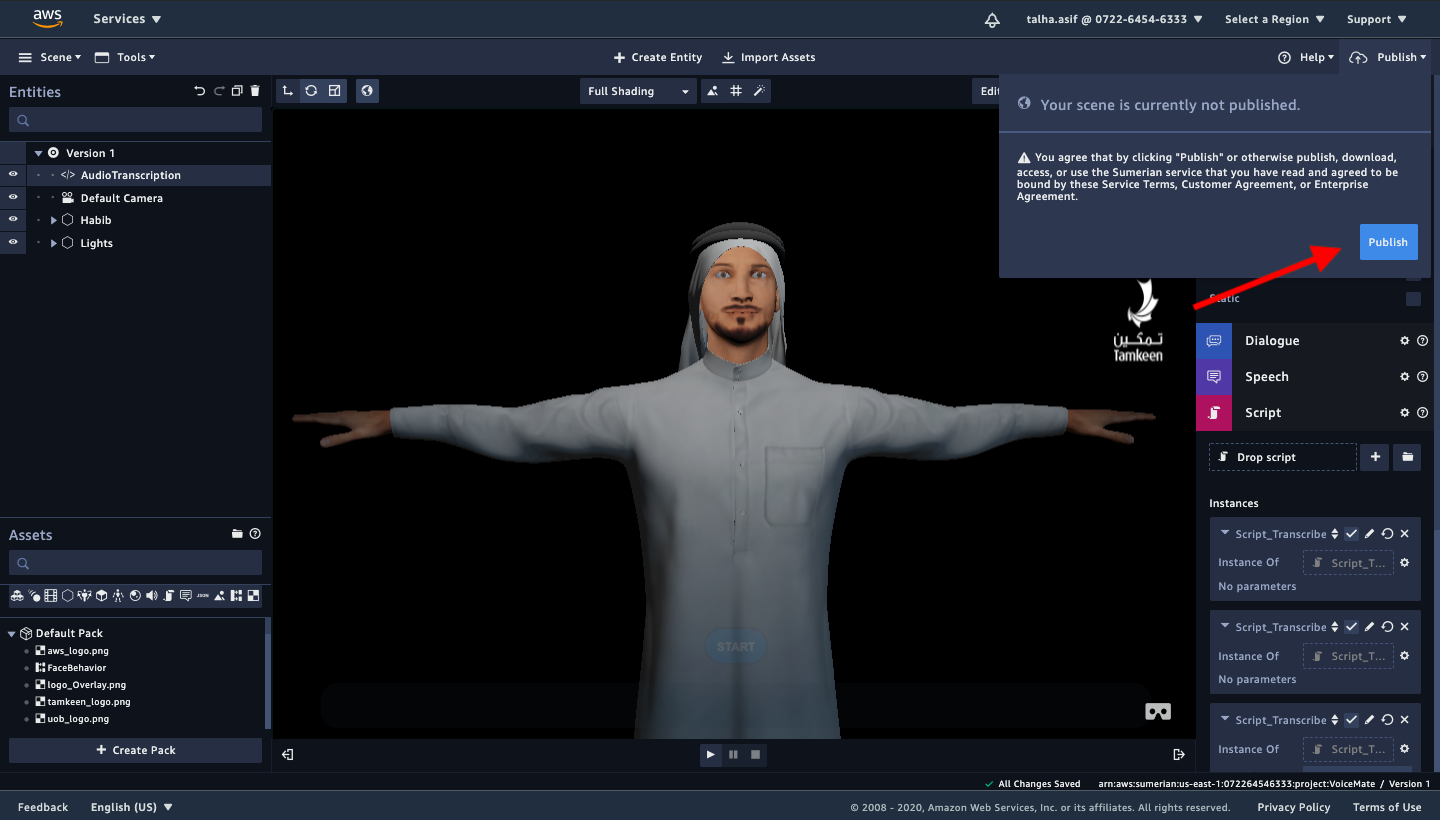 aws
Services
talha.asif @ 0722-6454-6333
Select a Region
Support
Scene
Tools
Create Entity
Import Assets
Help
Publish
Entities
Full Shading
Your scene is currently not published.
You agree that by clicking "Publish" or otherwise publish, download,
access, or use the Sumerian service that you have read and agreed to be
bound by these Service Terms, Customer Agreement, or Enterprise
Agreement.
Publish
Version 1
AudioTranscription
Default Camera
Habib
Lights
تمكين
Tamkeen
Static
Dialogue
Speech
Script
Drop script
Instances
Script_Transcribe
Instance Of
Script_T...
No parameters
Script_Transcribe
Instance Of
Script_T...
No parameters
Script_Transcribe
Instance Of
Script_T...
START
Assets
JSON
Default Pack
aws_logo.png
FaceBehavior
logo_Overlay.png
tamkeen_logo.png
uob_logo.png
Create Pack
All Changes Saved
arn:aws:sumerian:us-east-1:072264546333:project:VoiceMate / Version 1
Feedback
English (US)
© 2008 - 2020, Amazon Web Services, Inc. or its affiliates. All rights reserved.
Privacy Policy
Terms of Use